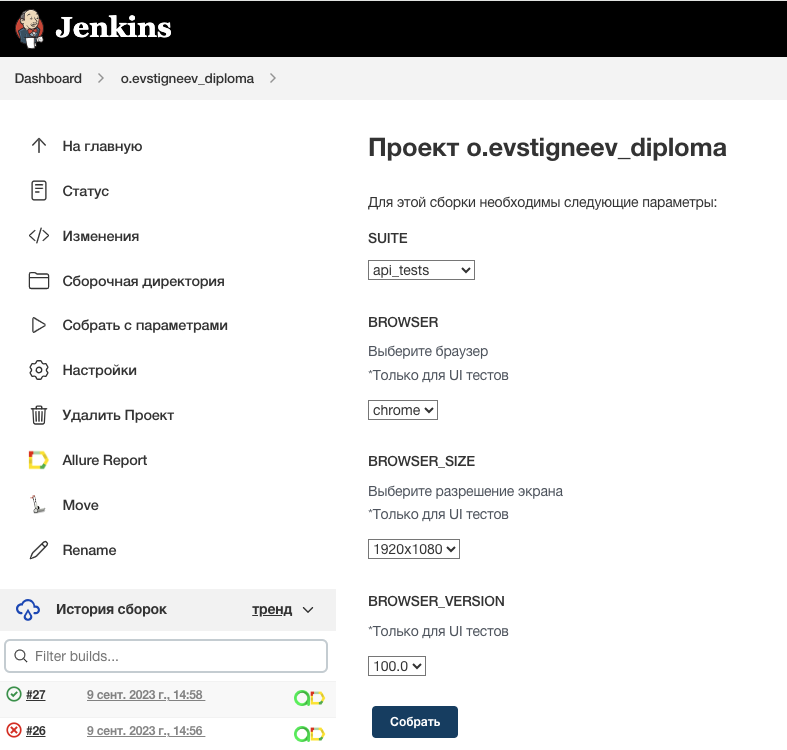 Jenkins
Dashboard
o.evstigneev_diploma
На главную
Статус
Изменения
Сборочная директория
Собрать с параметрами
Настройки
Удалить Проект
Allure Report
Move
Rename
История сборок
тренд
Filter builds...
#27
9 сент. 2023 г., 14:58
#26
9 сент. 2023 г., 14:56
Проект o.evstigneev_diploma
Для этой сборки необходимы следующие параметры:
SUITE
api_tests
BROWSER
Выберите браузер
*Только для UI тестов
chrome
BROWSER_SIZE
Выберите разрешение экрана
*Только для UI тестов
1920x1080
BROWSER_VERSION
*Только для UI тестов
100.0
Собрать